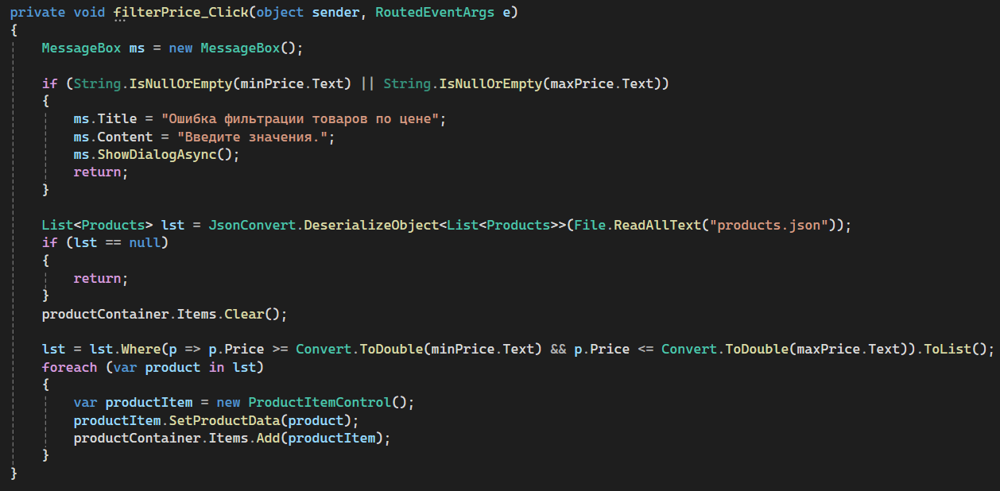 private void filterPrice_Click(object sender, RoutedEventArgs e)
{
MessageBox ms = new MessageBox();
if (String.IsNullOrEmpty(minPrice.Text) || String.IsNullOrEmpty(maxPrice.Text))
{
ms.Title = "Ошибка фильтрации товаров по цене";
ms.Content = "Введите значения.";
ms.ShowDialogAsync();
return;
}
List<Products> lst = JsonConvert.DeserializeObject<List<Products>>(File.ReadAllText("products.json"));
if (lst == null)
{
return;
}
productContainer.Items.Clear();
lst = lst.Where(p => p.Price >= Convert.ToDouble(minPrice.Text) && p.Price <= Convert.ToDouble(maxPrice.Text)).ToList();
foreach (var product in lst)
{
var productItem = new ProductItemControl();
productItem.SetProductData(product);
productContainer.Items.Add(productItem);
}
}